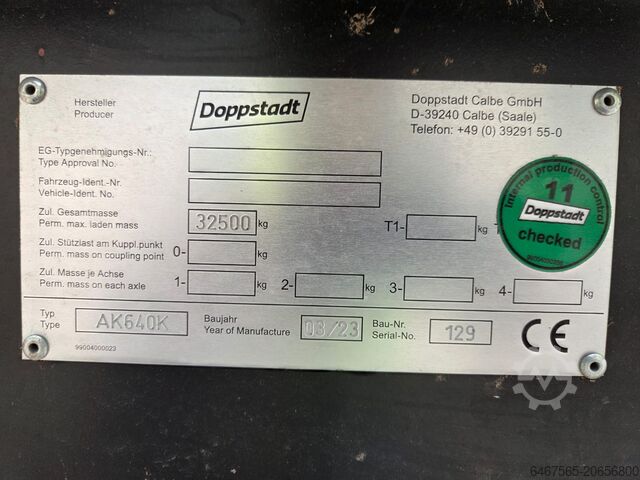 Hersteller
Producer
Doppstadt
Doppstadt Calbe GmbH
D-39240 Calbe (Saale)
Telefon: +49 (0) 39291 55-0
EG-Typgenehmigungs-Nr.:
Type Approval No.
Fahrzeug-Ident.-Nr.
Vehicle-Ident. No.
Zul. Gesamtmasse
Perm. max. laden mass
32500 kg
T1- kg
Zul. Stützlast am Kuppl.punkt
Perm. mass on coupling point
0- kg
Zul. Masse je Achse
Perm. mass on each axle
1- kg 2- kg 3- kg 4- kg
Typ
Type
AK640K
Baujahr
Year of Manufacture
03/23
Bau-Nr.
Serial-No.
129
CE
99004000023
internal production control
11
Doppstadt
checked
6467565-20656800